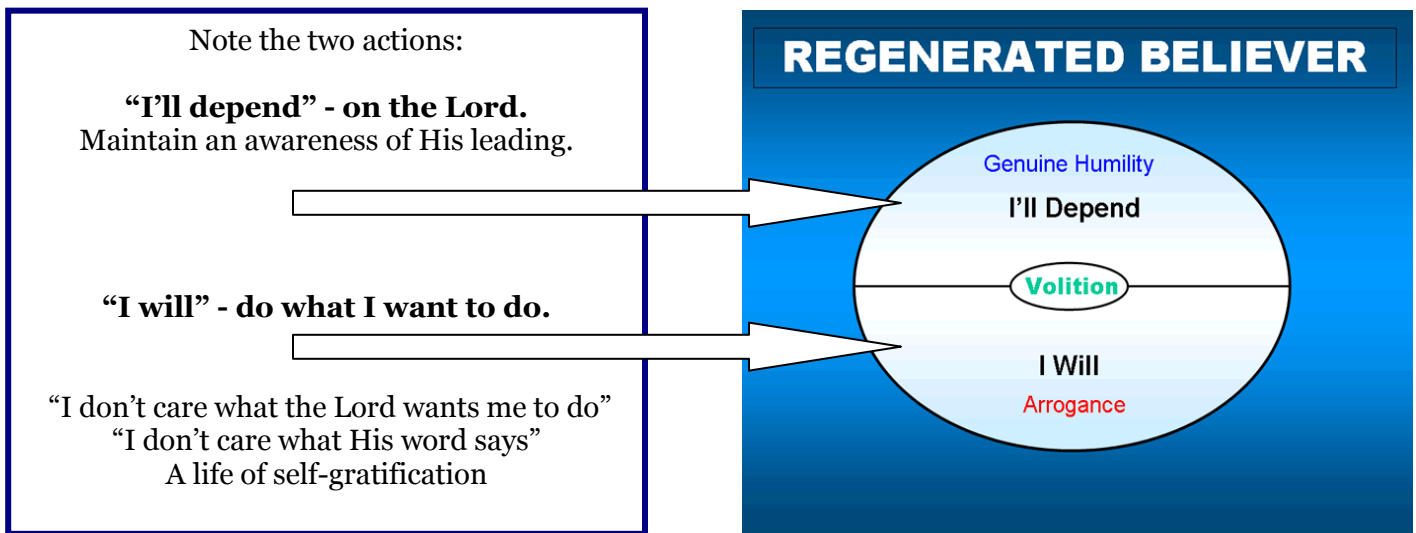 Note the two actions:
“I’ll depend” - on the Lord.
Maintain an awareness of His leading.
“I will” - do what I want to do.
“I don’t care what the Lord wants me to do”
“I don’t care what His word says”
A life of self-gratification
REGENERATED BELIEVER
Genuine Humility
I’ll Depend
Volition
I Will
Arrogance